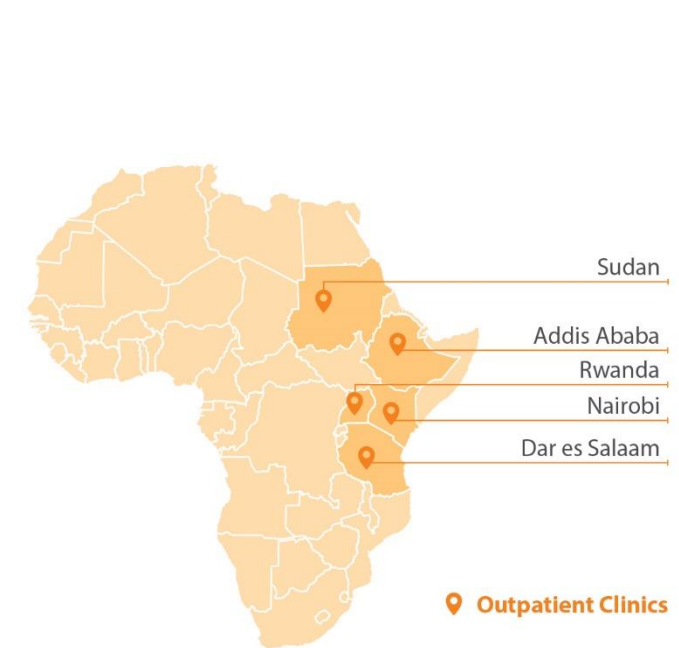 Sudan
Addis Ababa
Rwanda
Nairobi
Dar es Salaam
Outpatient Clinics